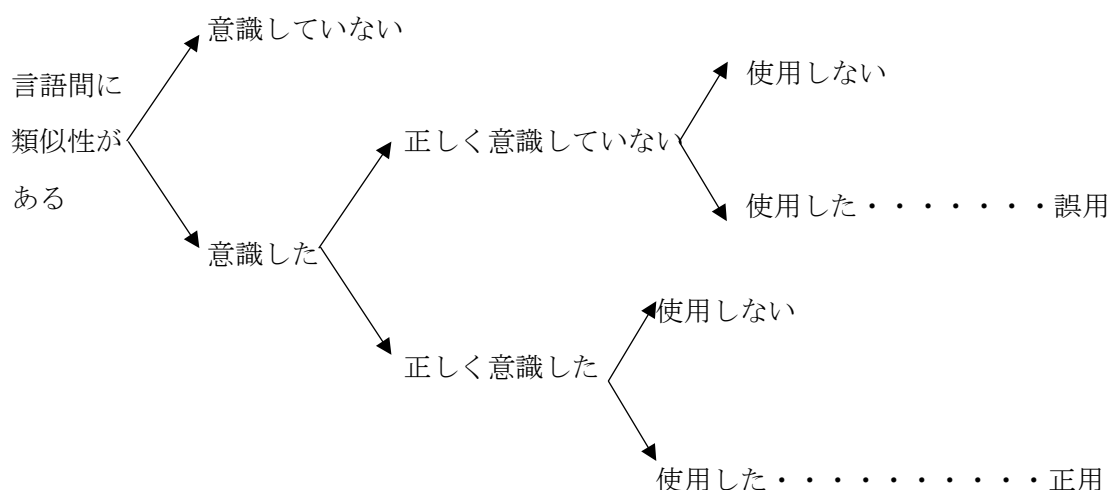 意識していない
言語間に
類似性が
ある
使用しない
正しく意識していない
使用した・・・・・・・誤用
意識した
使用しない
正しく意識した
使用した・・・・・・・・・・正用